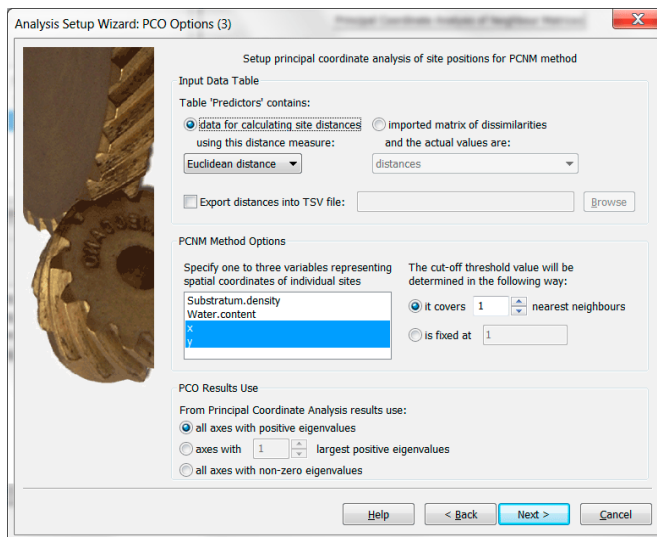 Analysis Setup Wizard: PCO Options (3)
Principal Coordinate Analysis of Neighbour Matrices
Setup principal coordinate analysis of site positions for PCNM method
Input Data Table
Table 'Predictors' contains:
data for calculating site distances
imported matrix of dissimilarities
using this distance measure:
and the actual values are:
Euclidean distance
distances
Export distances into TSV file:
Browse
PCNM Method Options
Specify one to three variables representing
spatial coordinates of individual sites
The cut-off threshold value will be
determined in the following way:
Substratum.density
Water.content
x
y
it covers 1 nearest neighbours
is fixed at 1
PCO Results Use
From Principal Coordinate Analysis results use:
all axes with positive eigenvalues
axes with 1 largest positive eigenvalues
all axes with non-zero eigenvalues
Help
< Back
Next >
Cancel